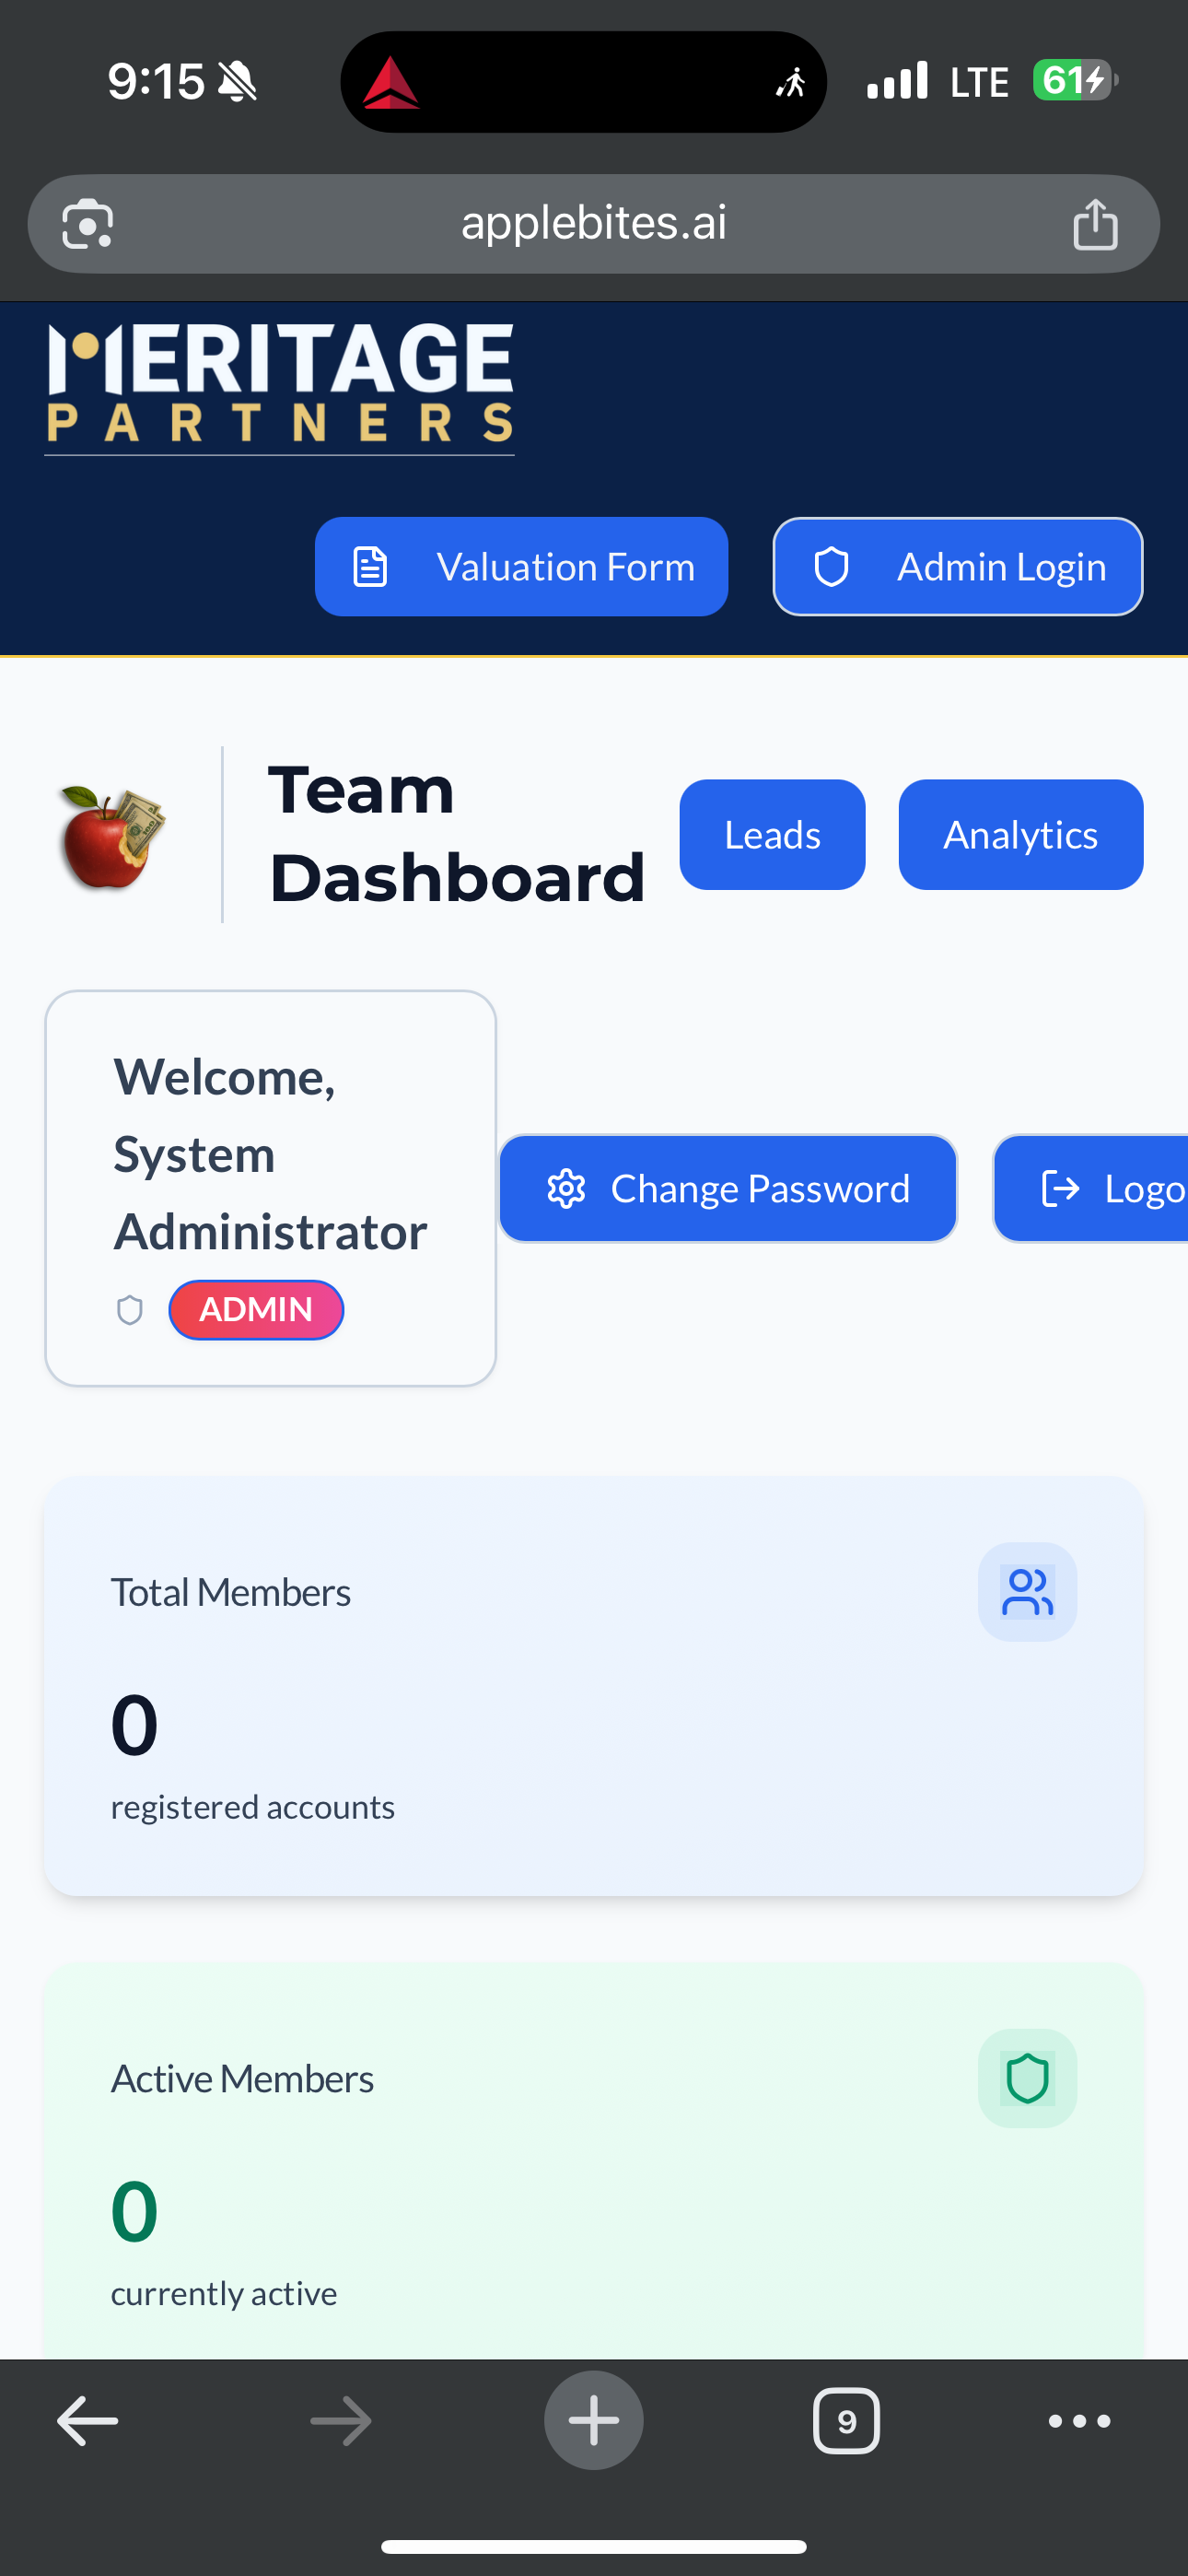 9:15
LTE
61
applebites.ai
MERITAGE
PARTNERS
Valuation Form
Admin Login
Team
Dashboard
Leads
Analytics
Welcome,
System
Administrator
ADMIN
Change Password
Logo
Total Members
0
registered accounts
Active Members
0
currently active
9